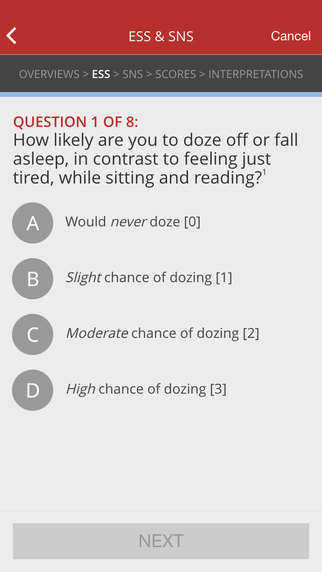 ESS & SNS
Cancel
OVERVIEWS > ESS > SNS > SCORES > INTERPRETATIONS
QUESTION 1 OF 8:
How likely are you to doze off or fall
asleep, in contrast to feeling just
tired, while sitting and reading?¹
A
Would never doze [0]
B
Slight chance of dozing [1]
C
Moderate chance of dozing [2]
D
High chance of dozing [3]
NEXT